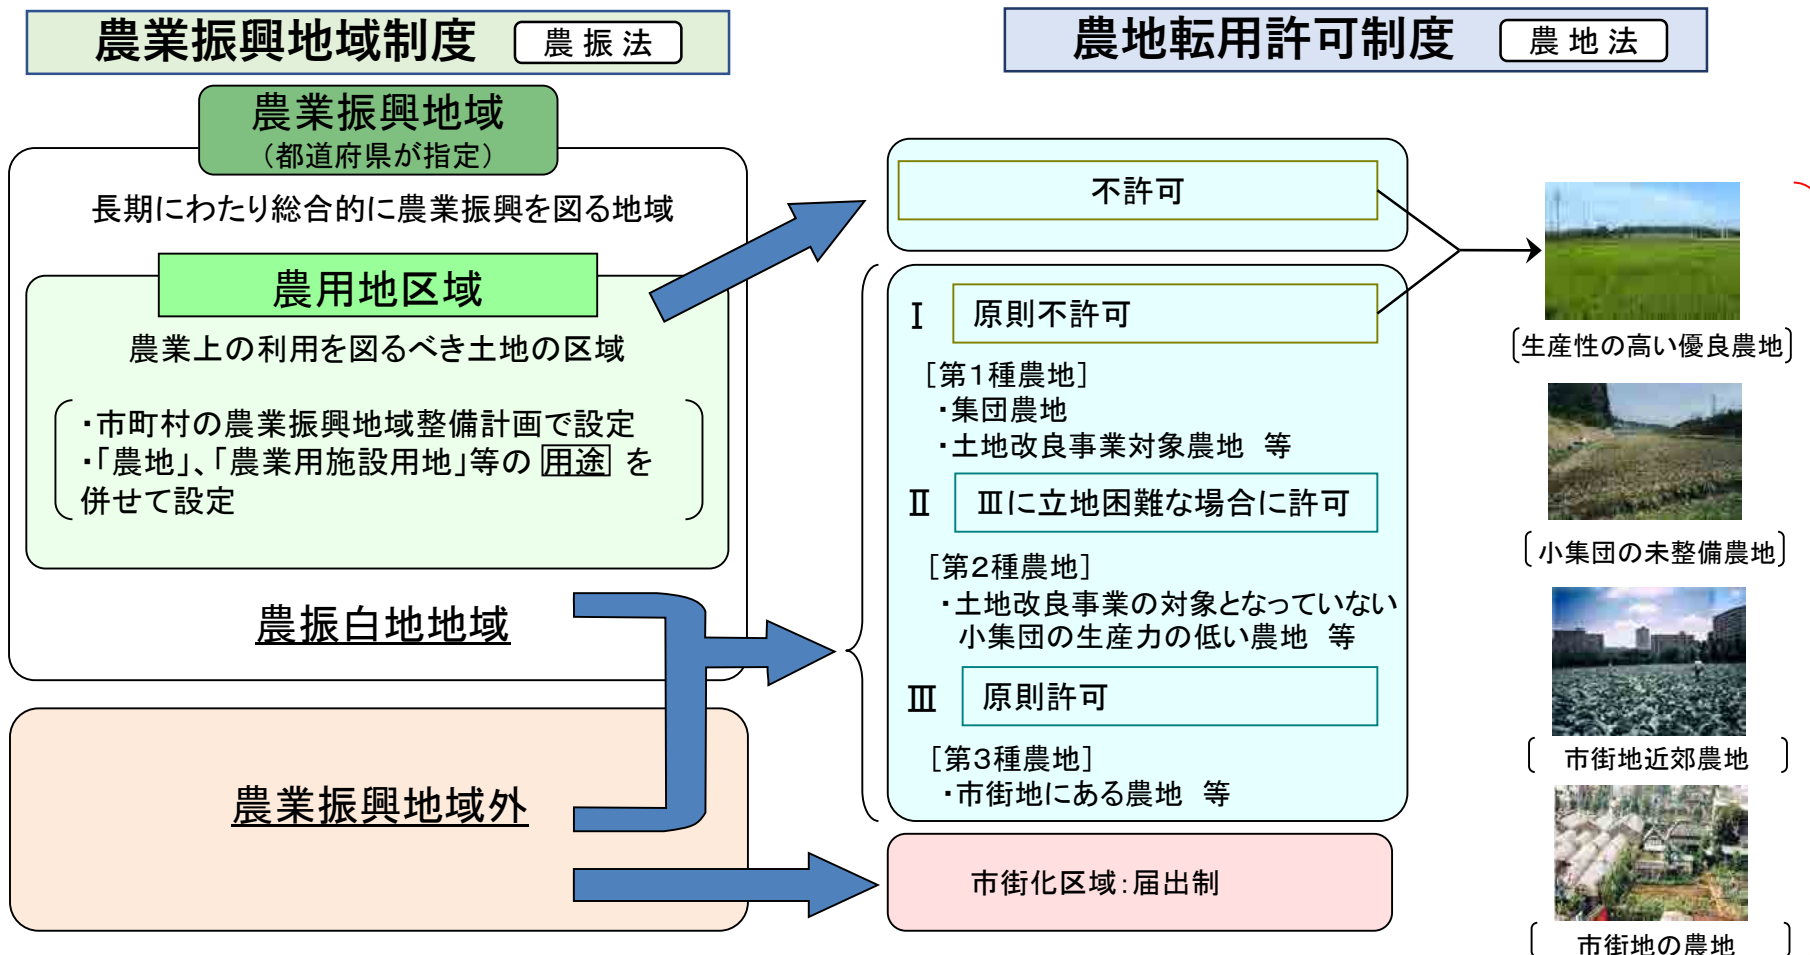 農業振興地域制度 農振法
農業振興地域
（都道府県が指定）
長期にわたり総合的に農業振興を図る地域
農用地区域
農業上の利用を図るべき土地の区域
・市町村の農業振興地域整備計画で設定
・「農地」、「農業用施設用地」等の 用途 を
併せて設定
農振白地地域
農業振興地域外
農地転用許可制度 農地法
不許可
Ⅰ 原則不許可
［第１種農地］
・集団農地
・土地改良事業対象農地 等
Ⅱ Ⅲに立地困難な場合に許可
［第２種農地］
・土地改良事業の対象となっていない
小集団の生産力の低い農地 等
Ⅲ 原則許可
［第３種農地］
・市街地にある農地 等
市街化区域：届出制
生産性の高い優良農地
小集団の未整備農地
市街地近郊農地
市街地の農地